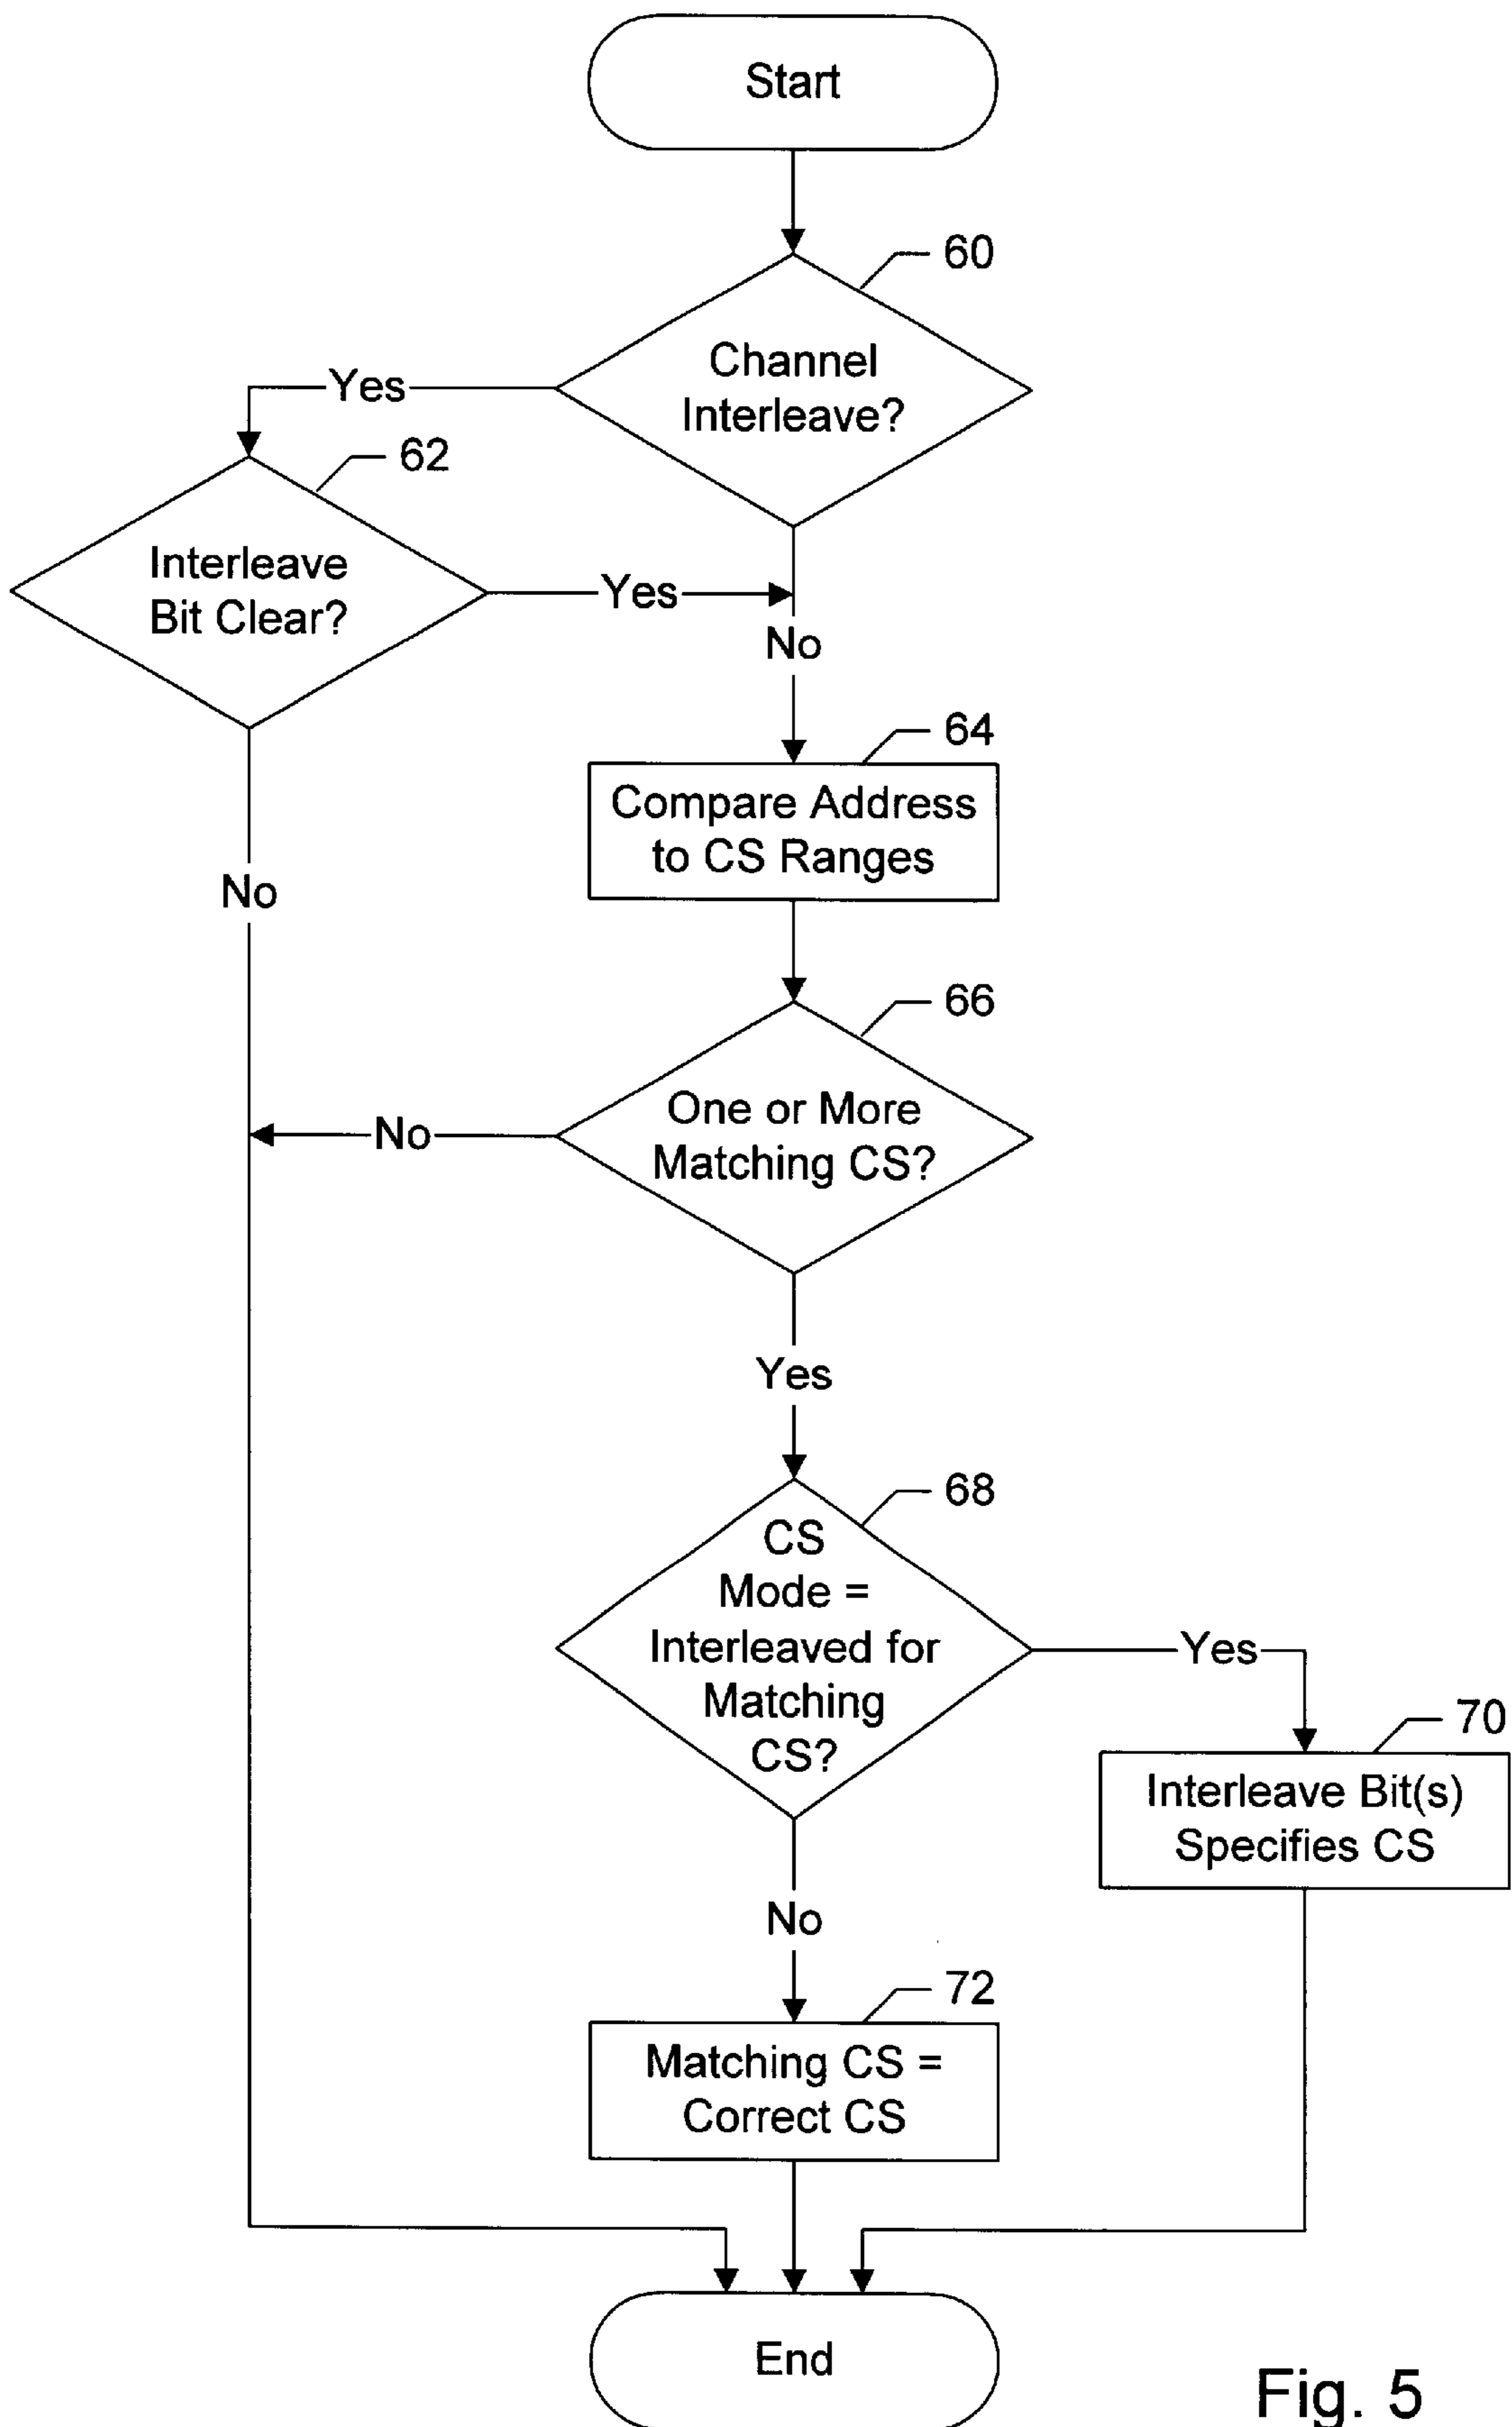 Start
60
Channel
Interleave?
Yes
62
Interleave
Bit Clear?
Yes
No
64
Compare Address
to CS Ranges
No
66
One or More
Matching CS?
No
Yes
68
CS
Mode =
Interleaved for
Matching
CS?
Yes
70
Interleave Bit(s)
Specifies CS
No
72
Matching CS =
Correct CS
End
Fig. 5